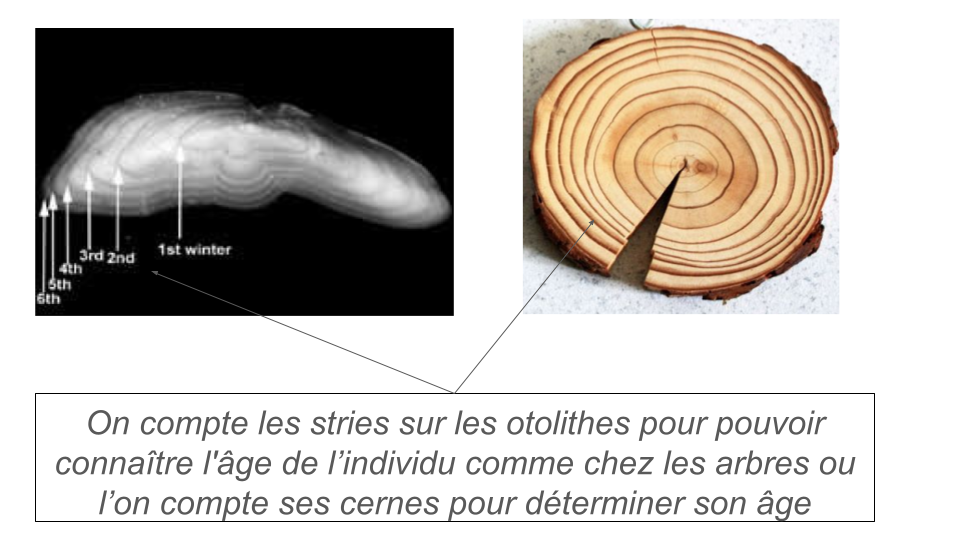 1st winter
3rd 2nd
4th
5th
6th
On compte les stries sur les otolithes pour pouvoir
connaître l'âge de l’individu comme chez les arbres ou
l’on compte ses cernes pour déterminer son âge